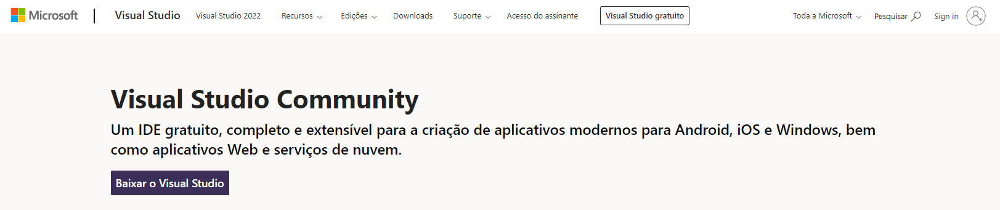 Microsoft Visual Studio Visual Studio 2022 Recursos Edições Downloads Suporte Acesso do assinante Visual Studio gratuito Toda a Microsoft Pesquisar Sign in
Visual Studio Community
Um IDE gratuito, completo e extensível para a criação de aplicativos modernos para Android, iOS e Windows, bem
como aplicativos Web e serviços de nuvem.
Baixar o Visual Studio